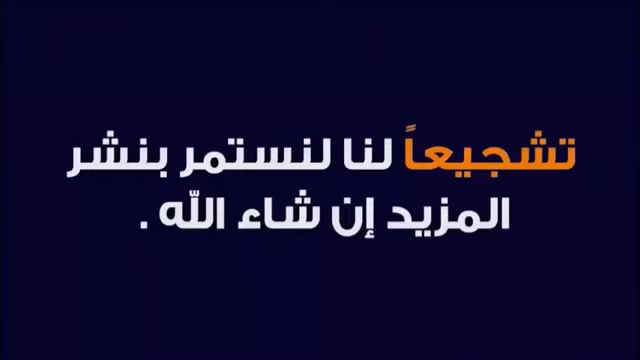 تشجيعاً لنا لنستمر بنشر
المزيد إن شاء الله .